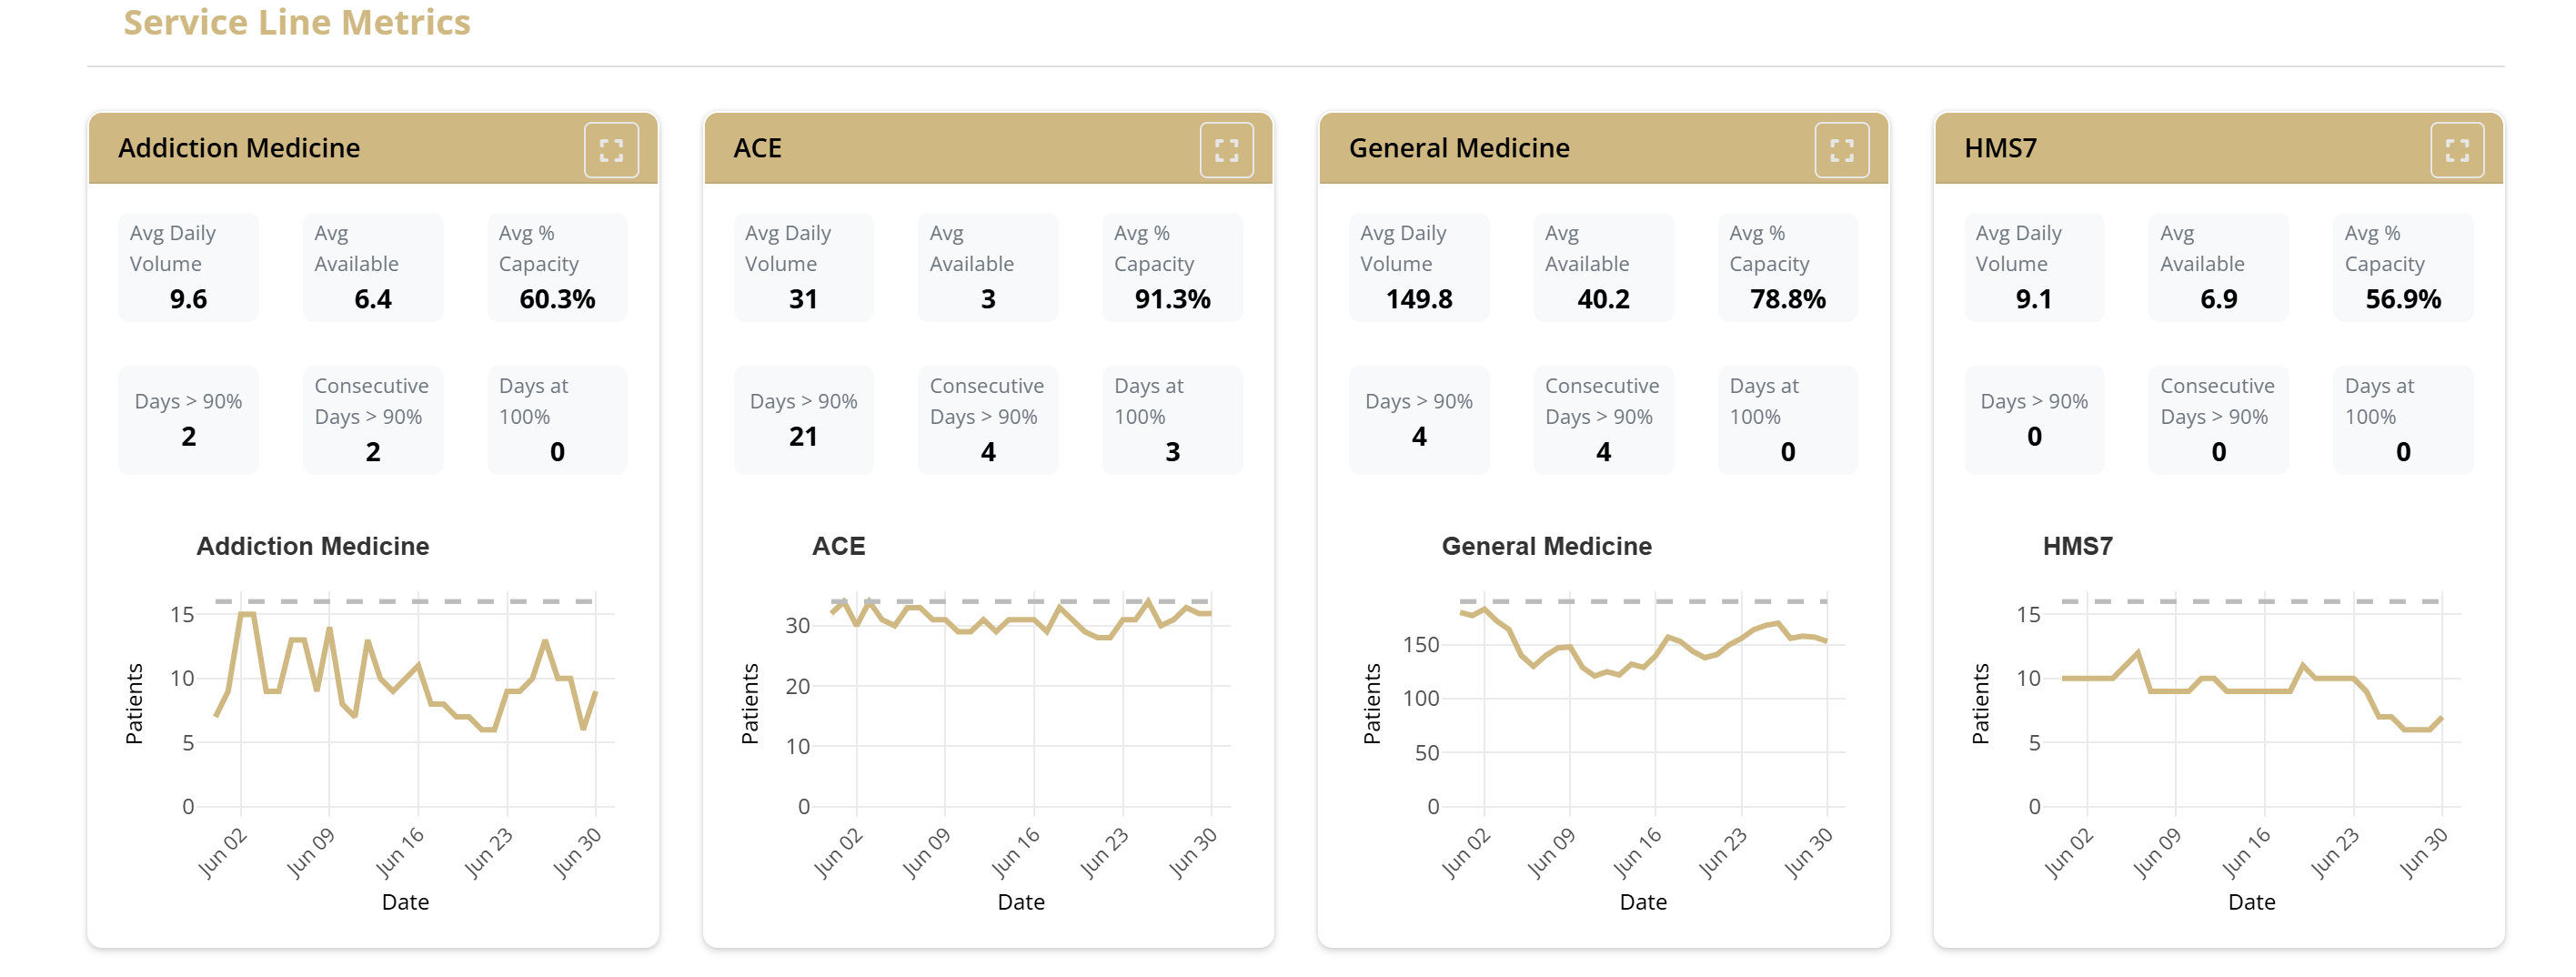 Service Line Metrics
Addiction Medicine
Avg Daily
Volume
9.6
Avg
Available
6.4
Avg %
Capacity
60.3%
Days > 90%
2
Consecutive
Days > 90%
2
Days at
100%
0
Addiction Medicine
Patients
15
10
5
0
Jun 02
Jun 09
Jun 16
Jun 23
Jun 30
Date
ACE
Avg Daily
Volume
31
Avg
Available
3
Avg %
Capacity
91.3%
Days > 90%
21
Consecutive
Days > 90%
4
Days at
100%
3
ACE
Patients
30
20
10
0
Jun 02
Jun 09
Jun 16
Jun 23
Jun 30
Date
General Medicine
Avg Daily
Volume
149.8
Avg
Available
40.2
Avg %
Capacity
78.8%
Days > 90%
4
Consecutive
Days > 90%
4
Days at
100%
0
General Medicine
Patients
150
100
50
0
Jun 02
Jun 09
Jun 16
Jun 23
Jun 30
Date
HMS7
Avg Daily
Volume
9.1
Avg
Available
6.9
Avg %
Capacity
56.9%
Days > 90%
0
Consecutive
Days > 90%
0
Days at
100%
0
HMS7
Patients
15
10
5
0
Jun 02
Jun 09
Jun 16
Jun 23
Jun 30
Date